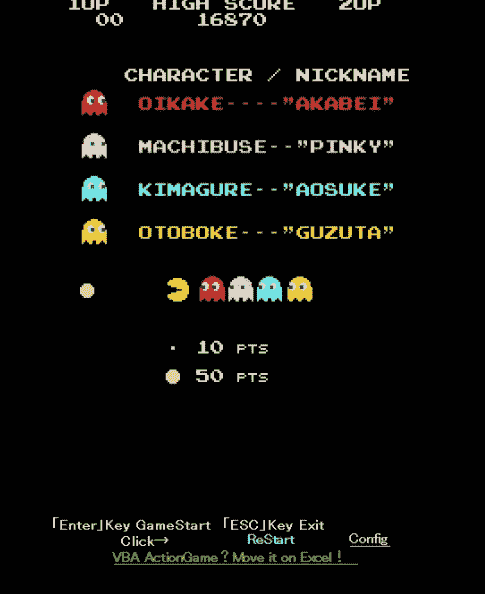 1UP HIGH SCORE 2UP
00 16870
CHARACTER / NICKNAME
OIKAKE----"AKABEI"
MACHIBUSE--"PINKY"
KIMAGURE--"AOSUKE"
OTOBOKE---"GUZUTA"
10 PTS
50 PTS
「Enter」Key GameStart 「ESC」Key Exit
Click→ ReStart Config
VBA ActionGame？Move it on Excel！